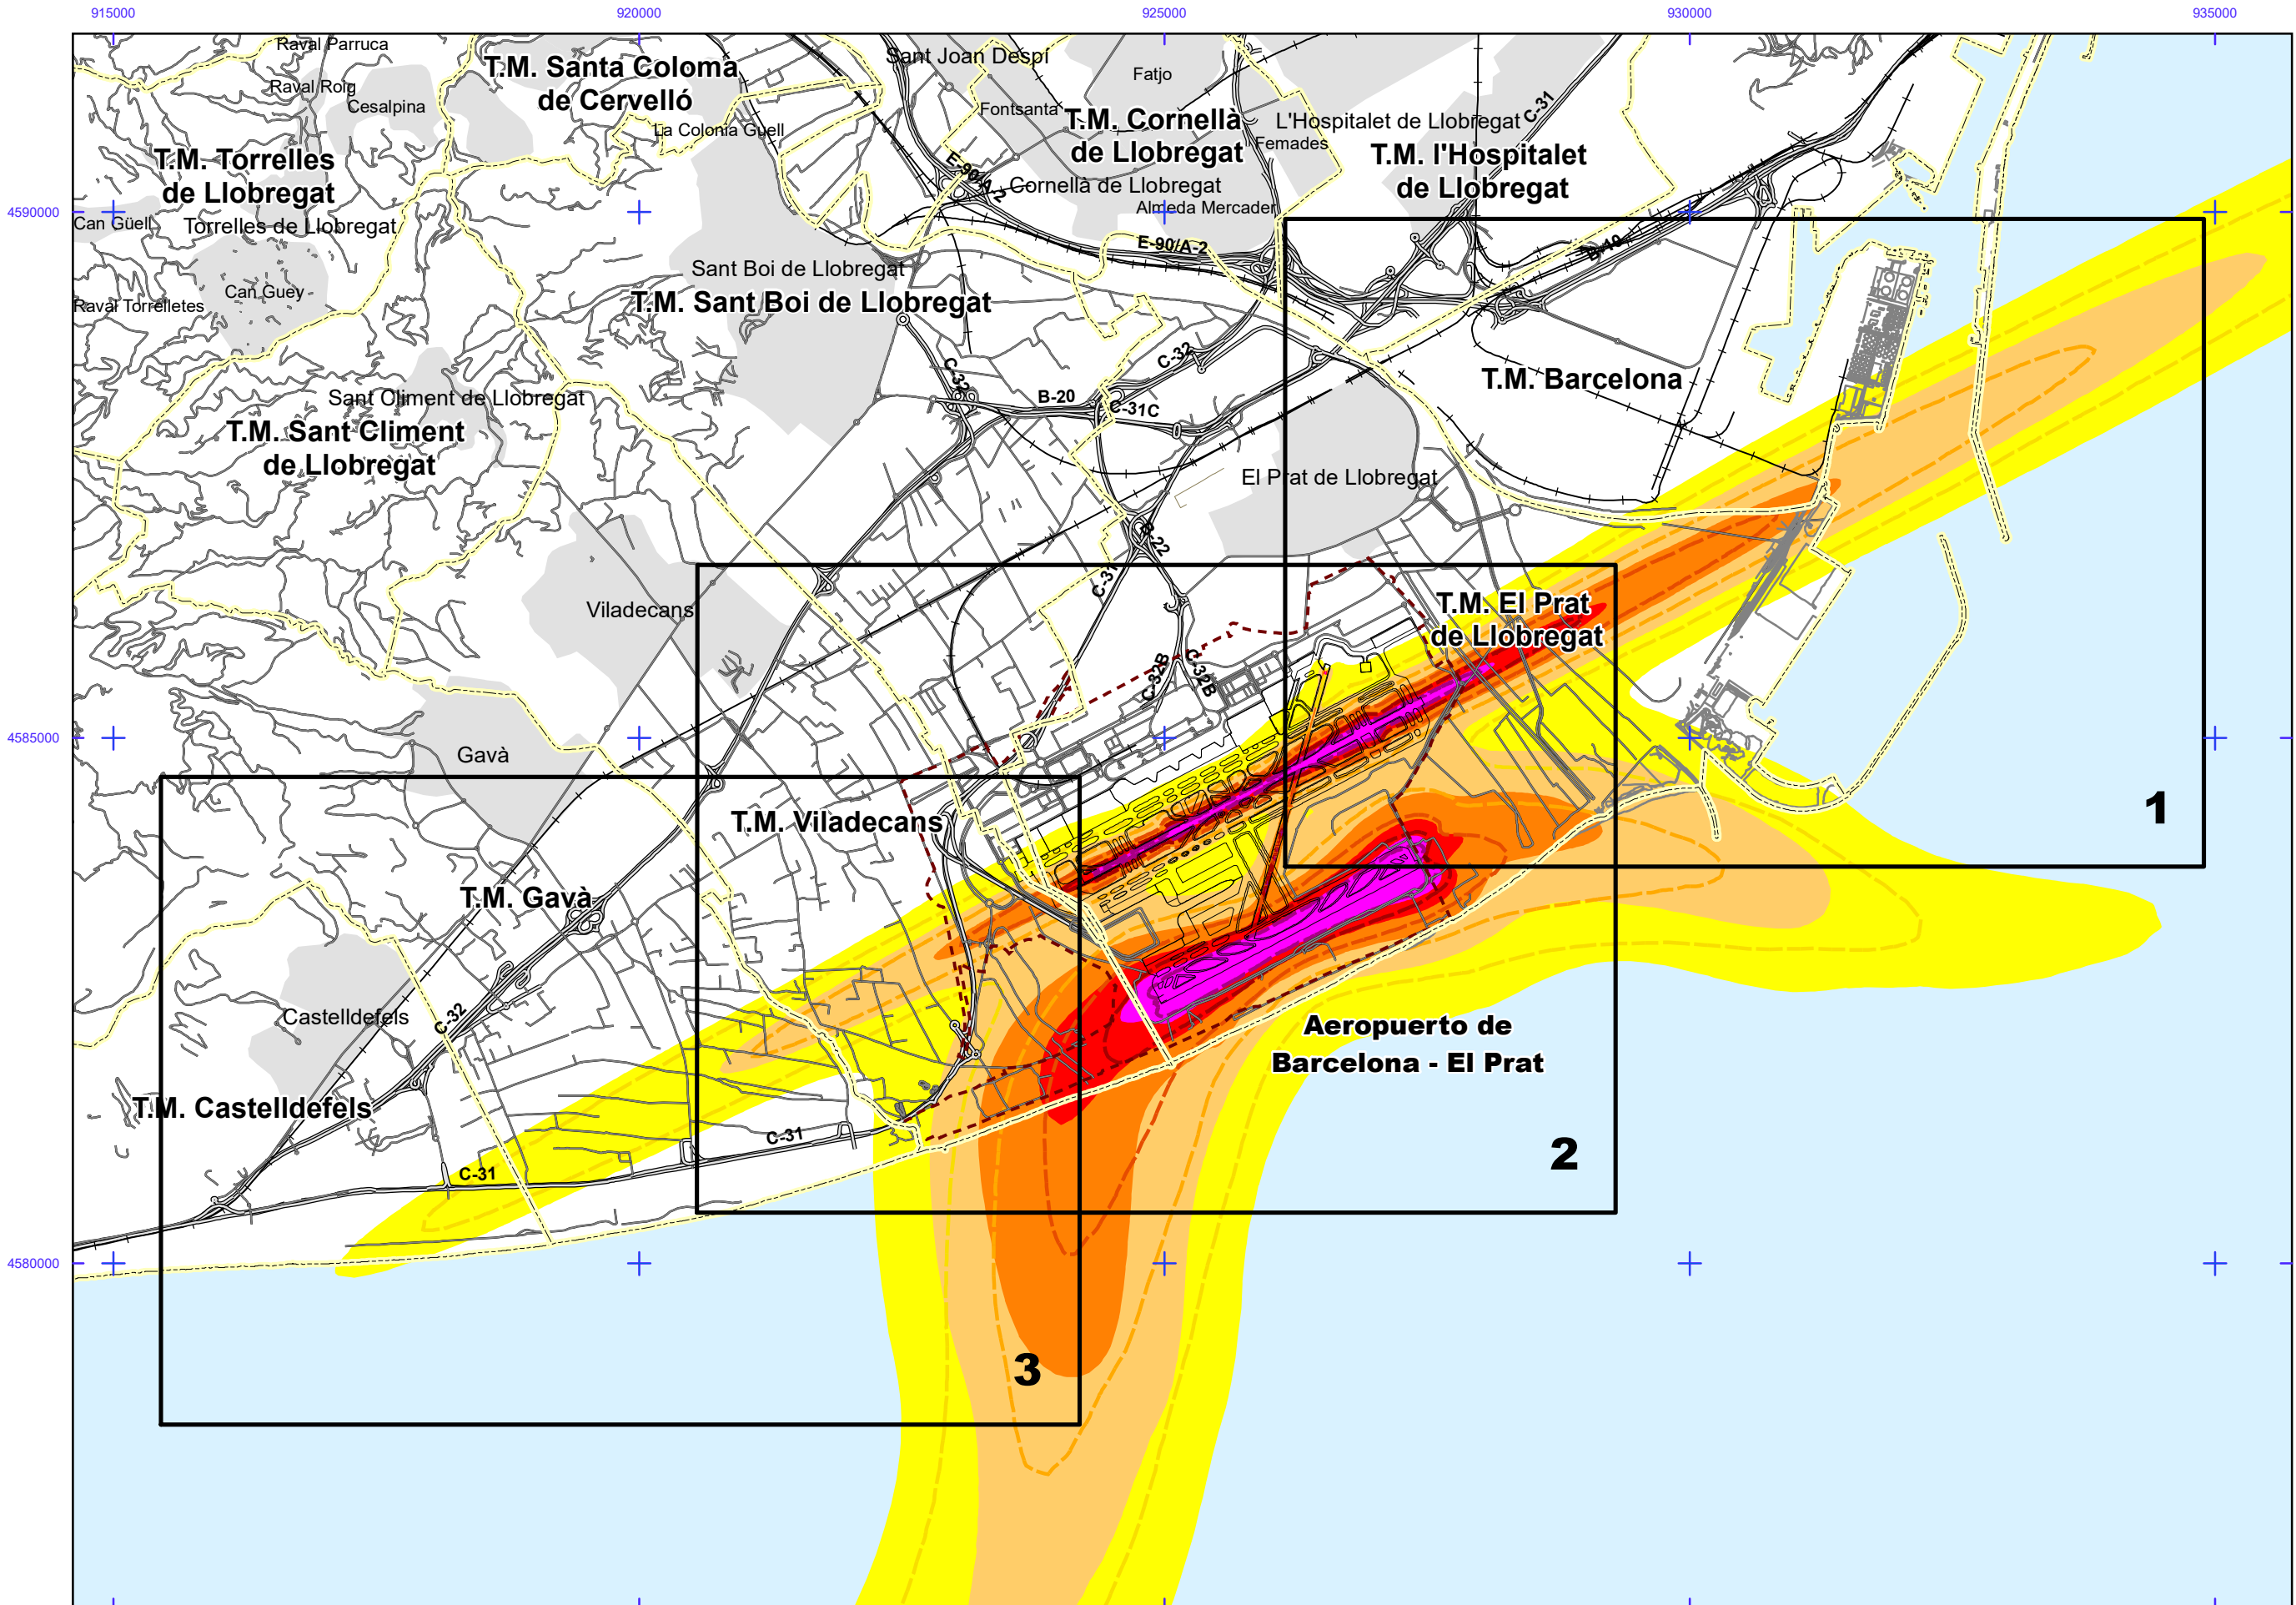 915000
920000
925000
930000
935000
Raval Parruca
T.M. Santa Coloma
de Cervelló
Sant Joan Despí
Fatjo
Raval Roig
Cesalpina
Fontsanta
T.M. Cornellà
de Llobregat
C-31
L'Hospitalet de Llobregat
La Colonia Guell
Femades
T.M. Torrelles
de Llobregat
T.M. l'Hospitalet
de Llobregat
E-90/A-2
Cornellà de Llobregat
Almeda Mercader
4590000
Can Güell
Torrelles de Llobregat
E-90/A-2
B-10
Sant Boi de Llobregat
T.M. Sant Boi de Llobregat
Can Guey
Raval Torrelletes
C-32
C-32
T.M. Barcelona
Sant Climent de Llobregat
B-20
C-31C
T.M. Sant Climent
de Llobregat
El Prat de Llobregat
B-22
C-31
Viladecans
T.M. El Prat
de Llobregat
C-32B
C-32B
4585000
Gavà
1
T.M. Viladecans
T.M. Gavà
Castelldefels
C-32
Aeropuerto de
Barcelona - El Prat
T.M. Castelldefels
C-31
2
C-31
4580000
3